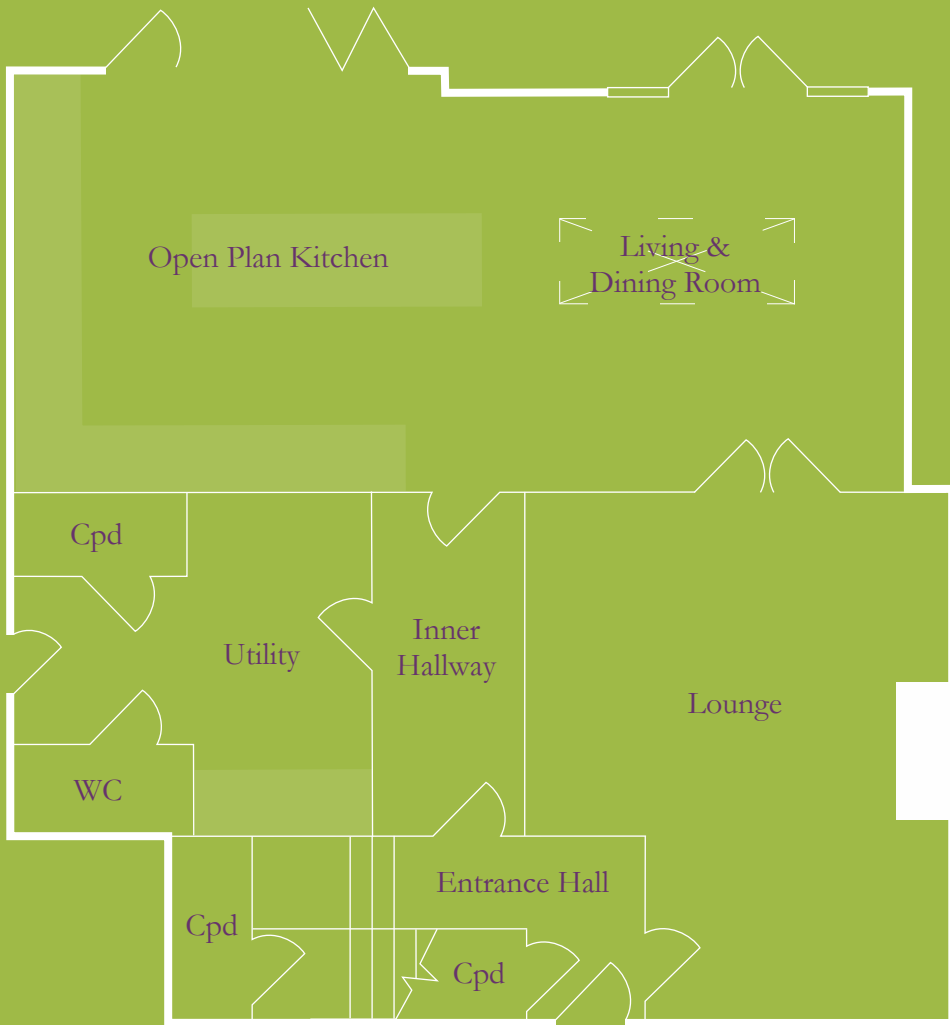 Open Plan Kitchen
Living &
Dining Room
Cpd
Utility
Inner
Hallway
Lounge
WC
Entrance Hall
Cpd
Cpd